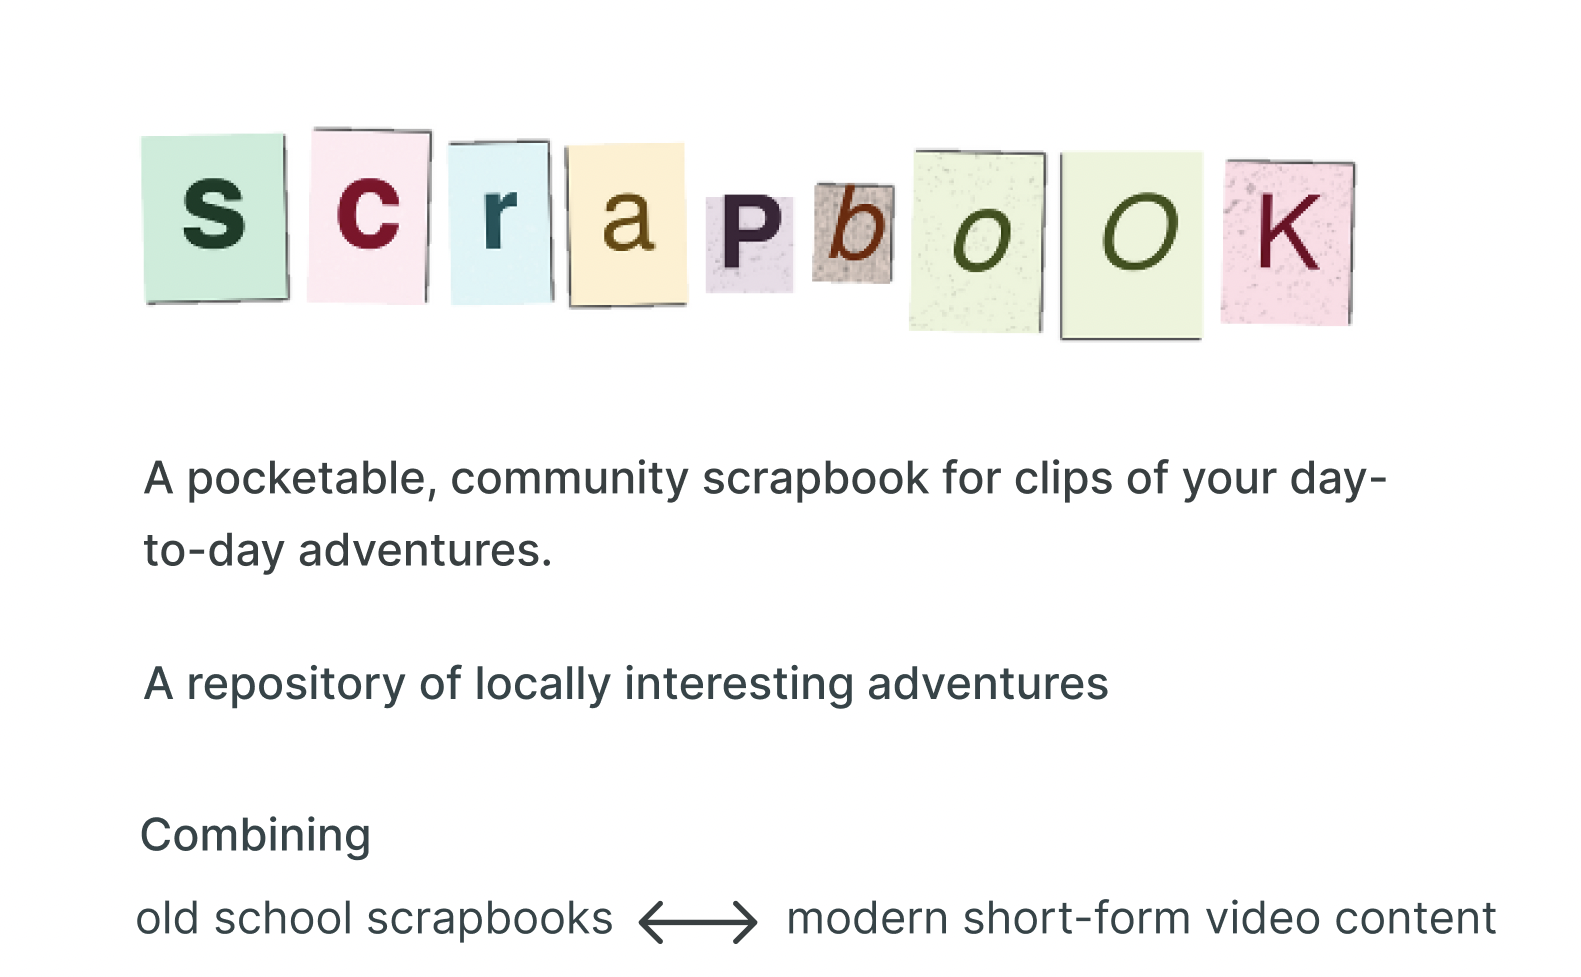 scraPbooK
A pocketable, community scrapbook for clips of your day-
to-day adventures.
A repository of locally interesting adventures
Combining
old school scrapbooks ⟷ modern short-form video content